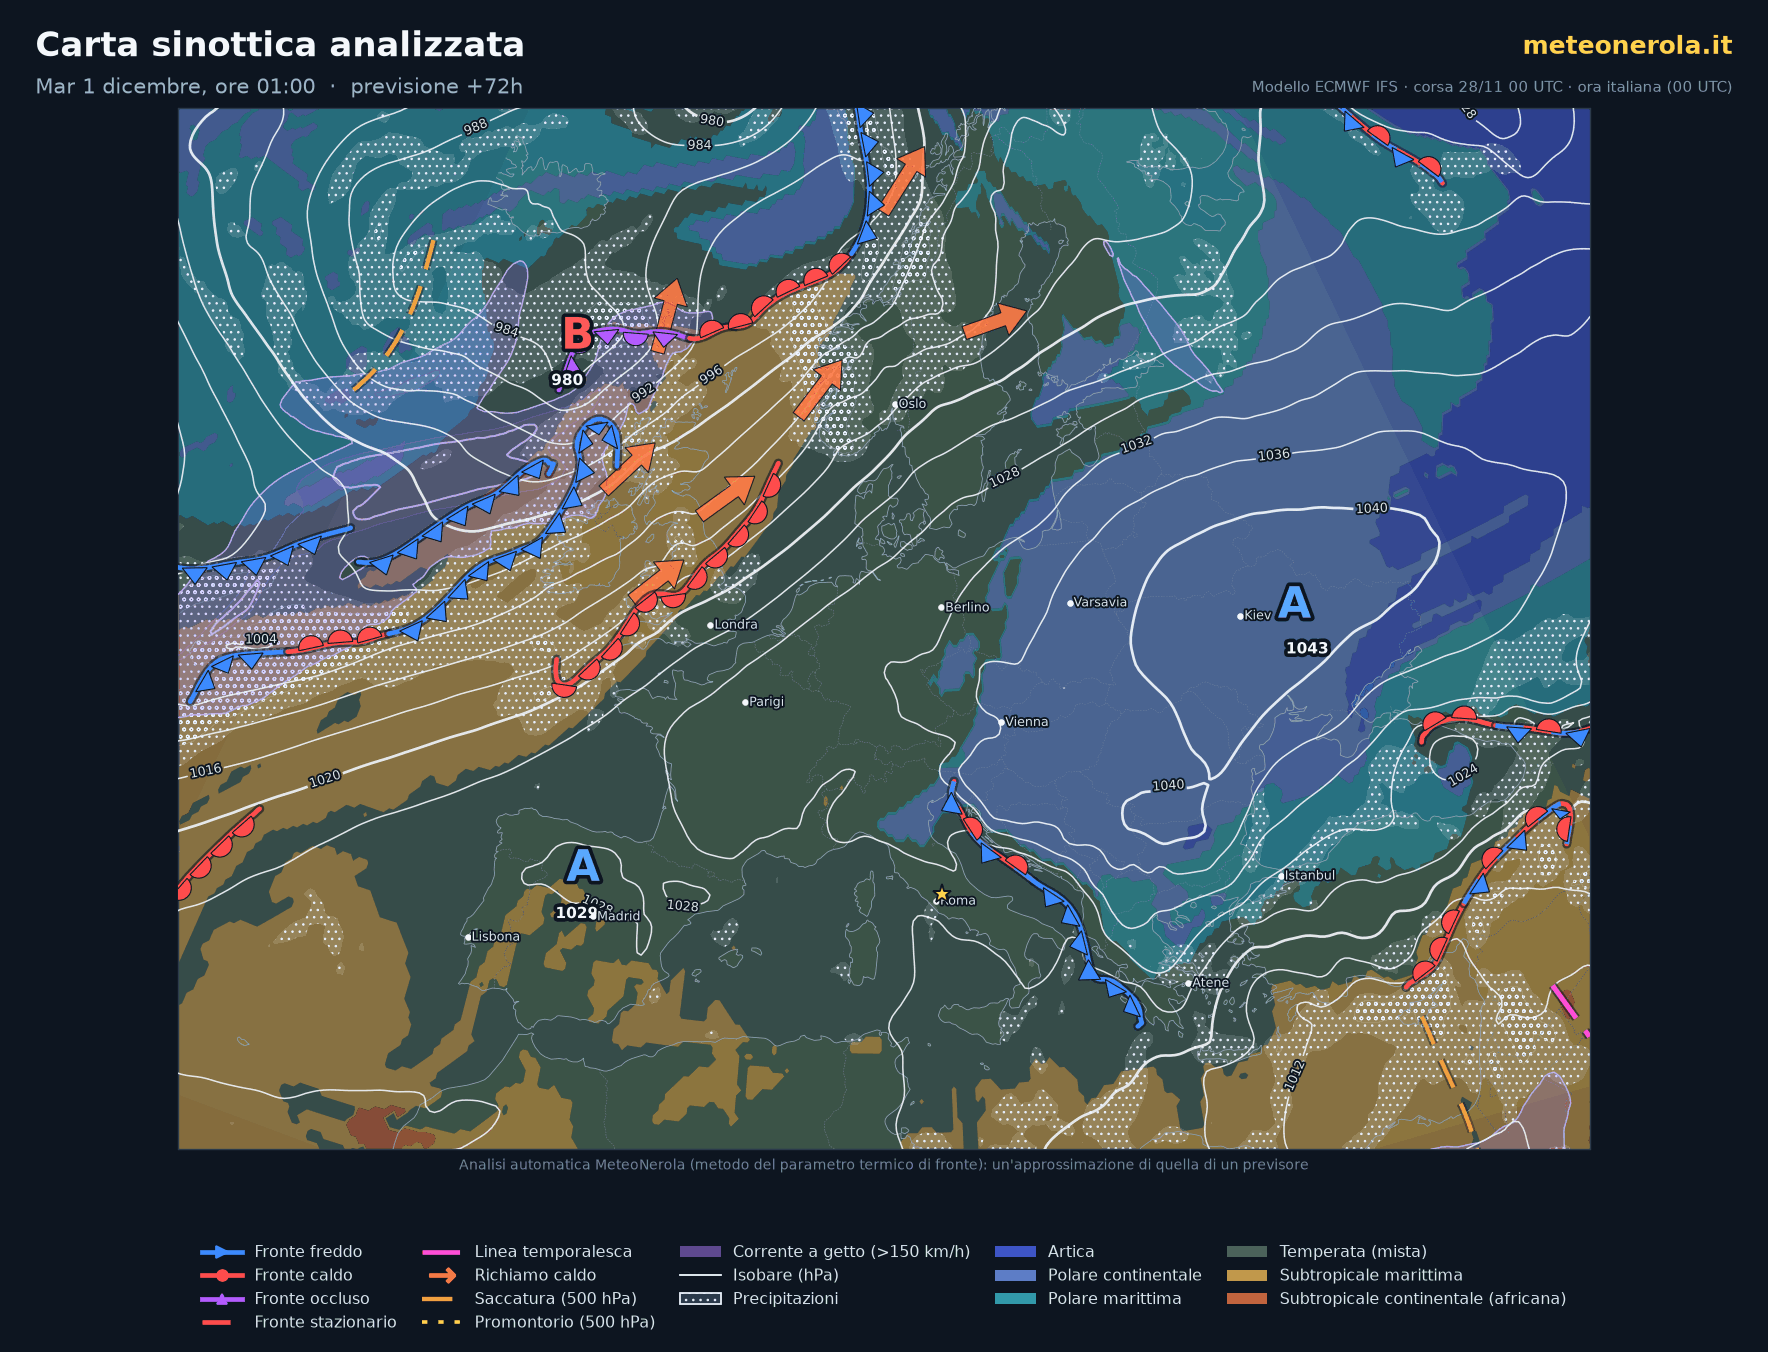 Carta sinottica analizzata
meteonerola.it
Mar 1 dicembre, ore 01:00 · previsione +72h
Modello ECMWF IFS · corsa 28/11 00 UTC · ora italiana (00 UTC)
988
980
984
28
984
B
980
992
996
Oslo
1032
1028
1036
1040
1004
Londra
Berlino
Varsavia
Kiev
A
1043
Parigi
Vienna
1016
1020
1024
1040
A
1029
1028
Madrid
1028
Roma
Istanbul
Lisbona
Atene
1012
Analisi automatica MeteoNerola (metodo del parametro termico di fronte): un'approssimazione di quella di un previsore
Fronte freddo
Fronte caldo
Fronte occluso
Fronte stazionario
Linea temporalesca
Richiamo caldo
Saccatura (500 hPa)
Promontorio (500 hPa)
Corrente a getto (>150 km/h)
Isobare (hPa)
Precipitazioni
Artica
Polare continentale
Polare marittima
Temperata (mista)
Subtropicale marittima
Subtropicale continentale (africana)